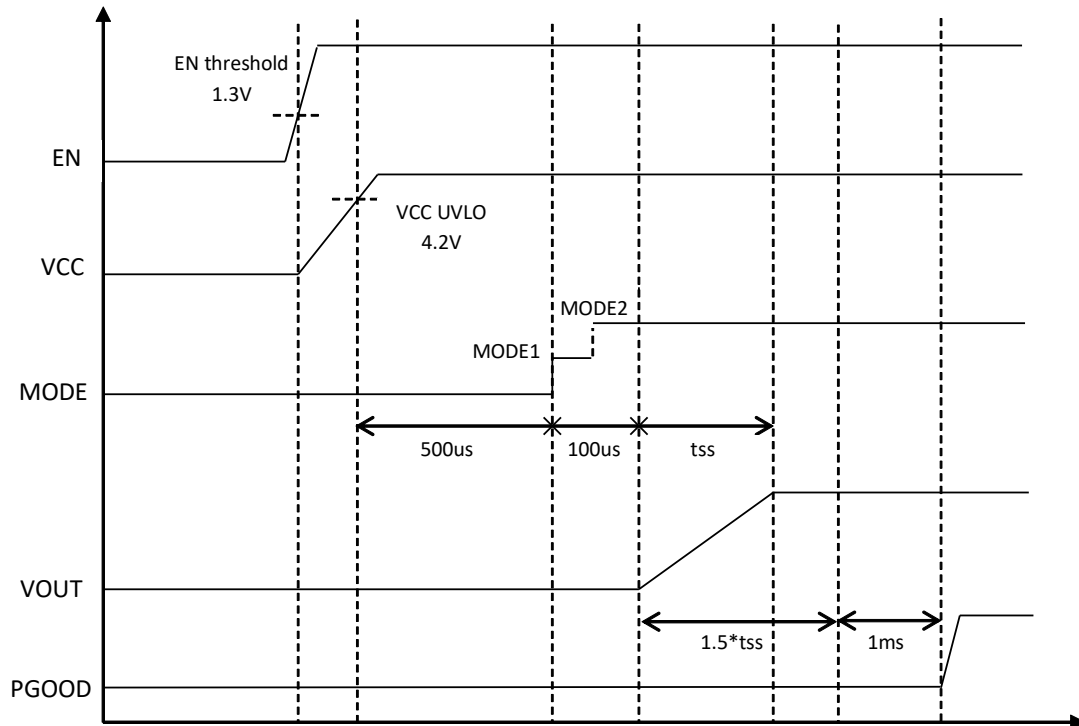 EN threshold
1.3V
EN
VCC UVLO
4.2V
VCC
MODE2
MODE1
MODE
500us
100us
tss
VOUT
1.5*tss
1ms
PGOOD